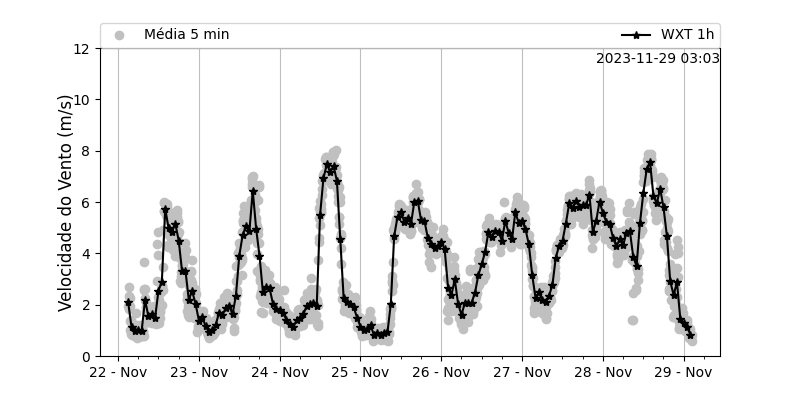 Média 5 min
WXT 1h
2023-11-29 03:03
Velocidade do Vento (m/s)
12
10
8
6
4
2
0
22 - Nov
23 - Nov
24 - Nov
25 - Nov
26 - Nov
27 - Nov
28 - Nov
29 - Nov